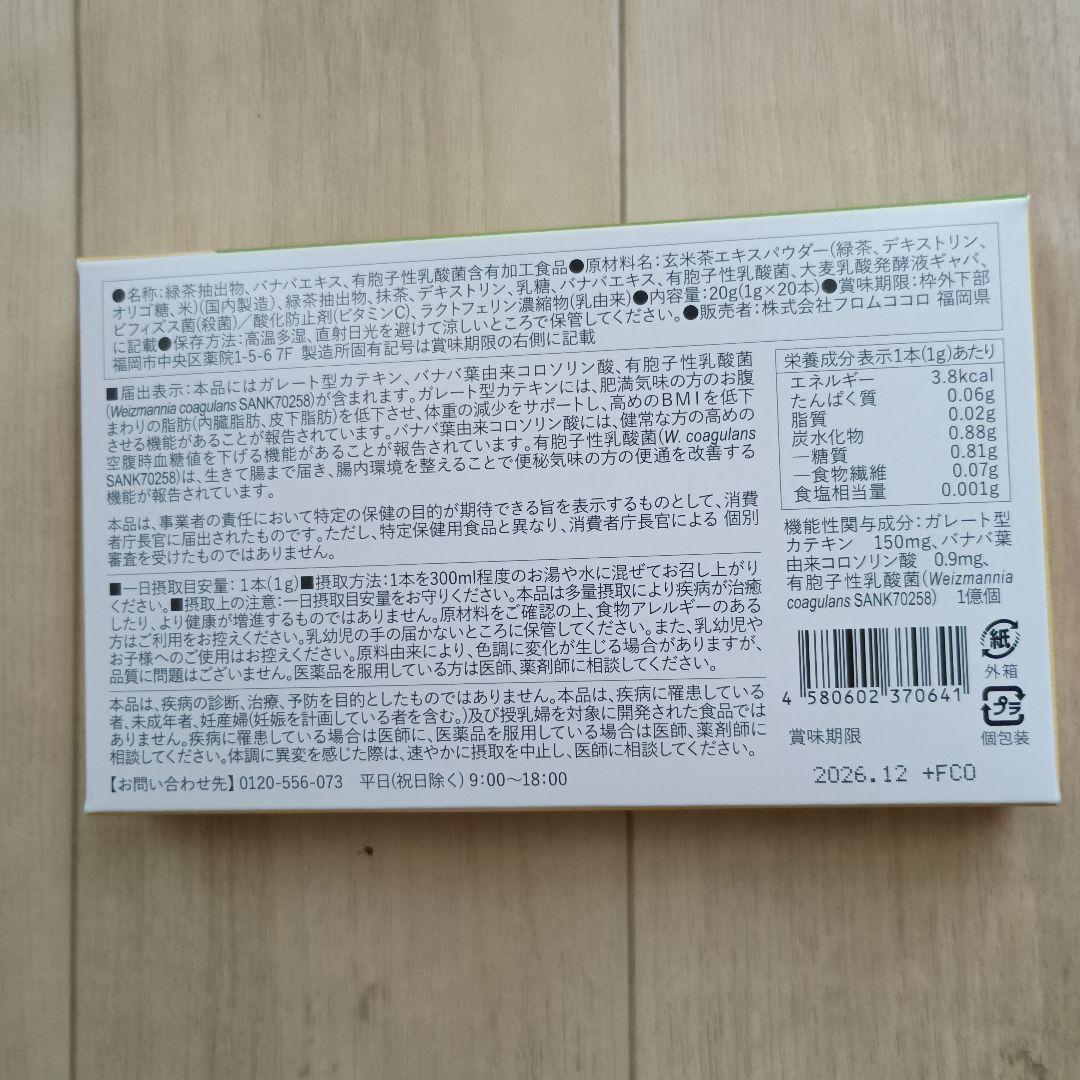 ●名称:緑茶抽出物、バナバエキス、有胞子性乳酸菌含有加工食品●原材料名:玄米茶エキスパウダー(緑茶、デキストリン、
オリゴ糖、米)(国内製造)、緑茶抽出物、抹茶、デキストリン、乳糖、バナバエキス、有胞子性乳酸菌、大麦乳酸発酵液ギャバ、
ビフィズス菌(殺菌)／酸化防止剤(ビタミンC)、ラクトフェリン濃縮物(乳由来)●内容量:20g(1g×20本)●賞味期限:枠外下部
に記載●保存方法:高温多湿、直射日光を避けて涼しいところで保管してください。●販売者:株式会社フロムココロ 福岡県
福岡市中央区薬院1-5-6 7F 製造所固有記号は賞味期限の右側に記載
■届出表示:本品にはガレート型カテキン、バナバ葉由来コロソリン酸、有胞子性乳酸菌
(Weizmannia coagulans SANK70258)が含まれます。ガレート型カテキンには、肥満気味の方のお腹
まわりの脂肪(内臓脂肪、皮下脂肪)を低下させ、体重の減少をサポートし、高めのBMIを低下
させる機能があることが報告されています。バナバ葉由来コロソリン酸には、健常な方の高めの
空腹時血糖値を下げる機能があることが報告されています。有胞子性乳酸菌(W. coagulans
SANK70258)は、生きて腸まで届き、腸内環境を整えることで便秘気味の方の便通を改善する
機能が報告されています。
本品は、事業者の責任において特定の保健の目的が期待できる旨を表示するものとして、消費
者庁長官に届出されたものです。ただし、特定保健用食品と異なり、消費者庁長官による 個別
審査を受けたものではありません。
■一日摂取目安量:1本(1g)■摂取方法:1本を300ml程度のお湯や水に混ぜてお召し上がり
ください。■摂取上の注意:一日摂取目安量をお守りください。本品は多量摂取により疾病が治癒
したり、より健康が増進するものではありません。原材料をご確認の上、食物アレルギーのある
方はご利用をお控えください。乳幼児の手の届かないところに保管してください。また、乳幼児や
お子様へのご使用はお控えください。原料由来により、色調に変化が生じる場合がありますが、
品質に問題はございません。医薬品を服用している方は医師、薬剤師に相談してください。
本品は、疾病の診断、治療、予防を目的としたものではありません。本品は、疾病に罹患している
者、未成年者、妊産婦(妊娠を計画している者を含む。)及び授乳婦を対象に開発された食品では
ありません。疾病に罹患している場合は医師に、医薬品を服用している場合は医師、薬剤師に
相談してください。体調に異変を感じた際は、速やかに摂取を中止し、医師に相談してください。
【お問い合わせ先】0120-556-073 平日(祝日除く)9:00～18:00
栄養成分表示1本(1g)あたり
エネルギー 3.8kcal
たんぱく質 0.06g
脂質 0.02g
炭水化物 0.88g
―糖質 0.81g
―食物繊維 0.07g
食塩相当量 0.001g
機能性関与成分:ガレート型
カテキン 150mg、バナバ葉
由来コロソリン酸 0.9mg、
有胞子性乳酸菌(Weizmannia
coagulans SANK70258) 1億個
4 580602 370641
紙
外箱
プラ
個包装
賞味期限
2026.12 +FC0